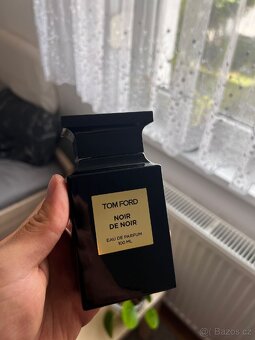 TOM FORD
NOIR
DE NOIR
EAU DE PARFUM
100 ML
© Bazos.cz